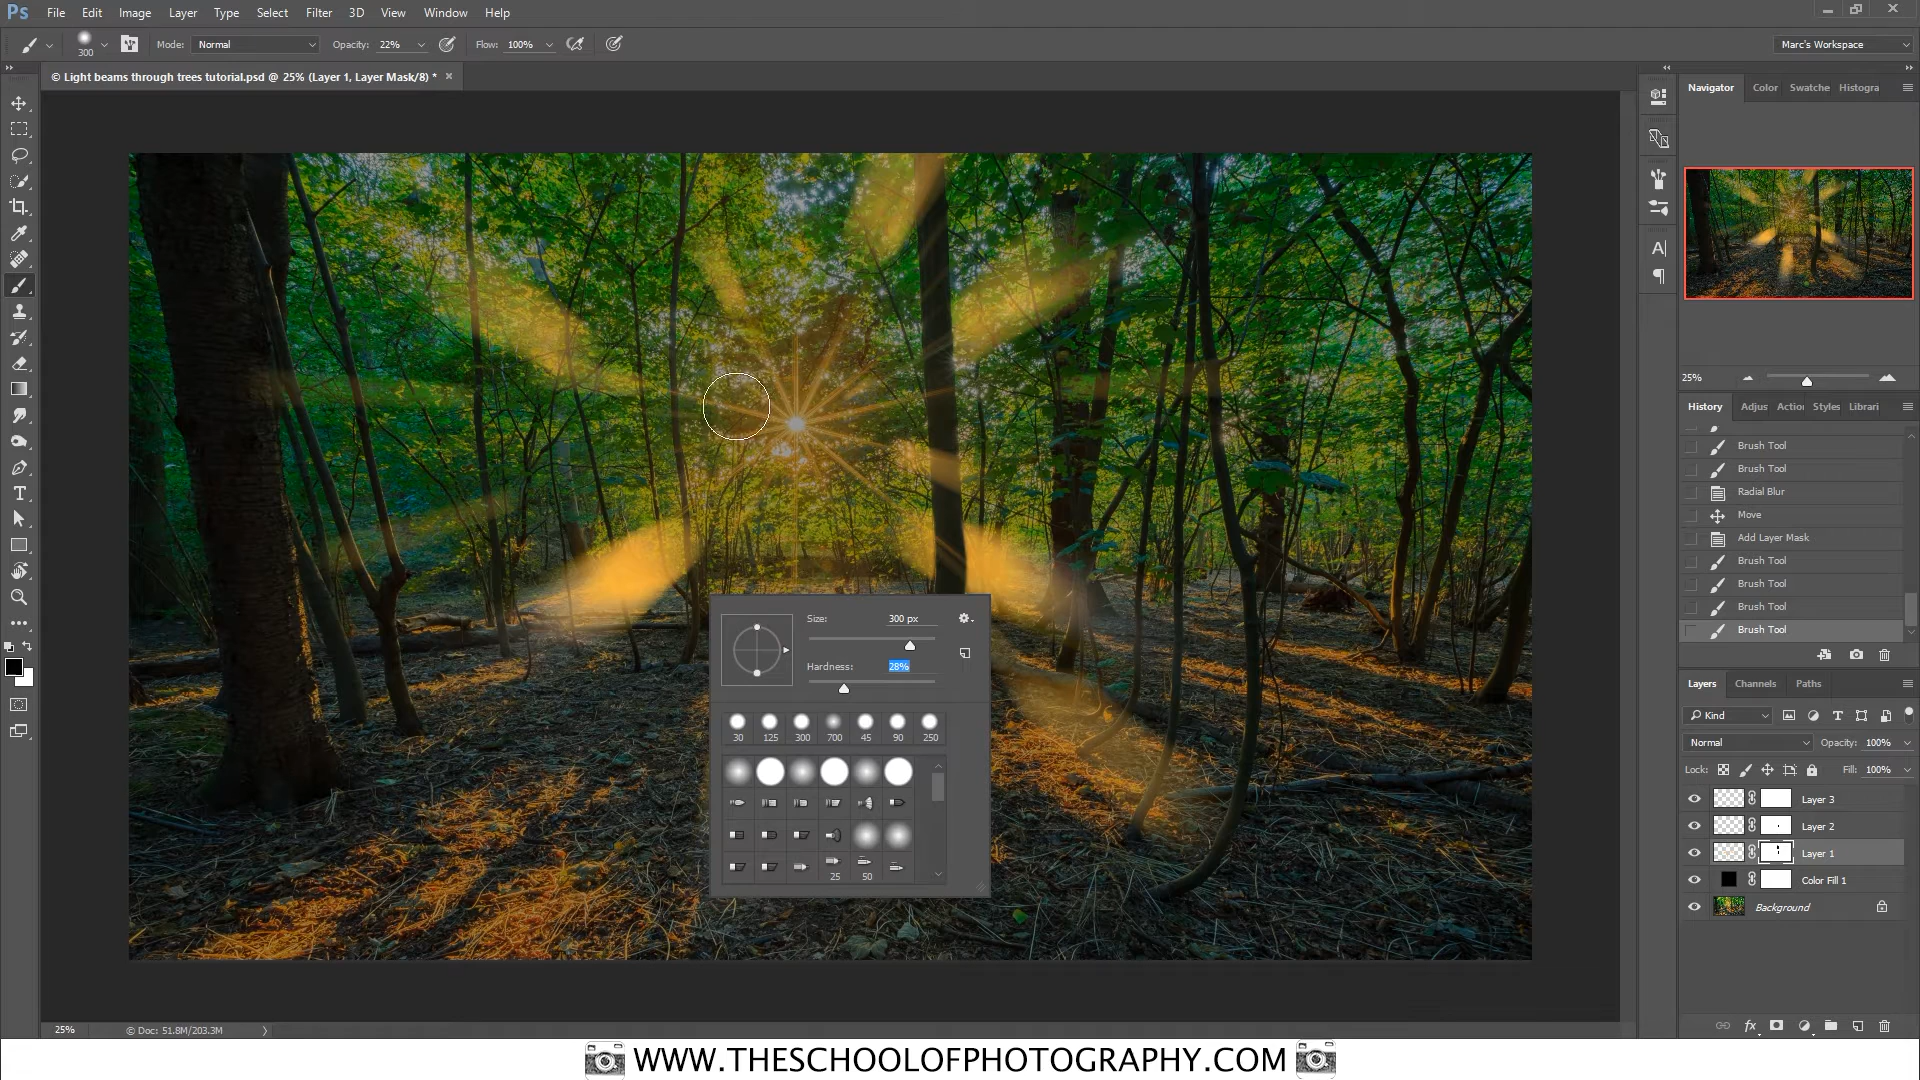 Ps File Edit Image Layer Type Select Filter 3D View Window Help
300 Mode: Normal Opacity: 22% Flow: 100% Marc's Workspace
© Light beams through trees tutorial.psd @ 25% (Layer 1, Layer Mask/8) * ×
Navigator Color Swatche Histogra
25%
History Adjus Action Styles Librari
Brush Tool
Brush Tool
Radial Blur
Move
Add Layer Mask
Brush Tool
Brush Tool
Brush Tool
Brush Tool
Size: 300 px
Hardness: 28%
30 125 300 700 45 90 250
25 50
Layers Channels Paths
Kind
Normal Opacity: 100%
Lock: Fill: 100%
Layer 3
Layer 2
Layer 1
Color Fill 1
Background
25% © Doc: 51.8M/203.3M
WWW.THESCHOOLOFPHOTOGRAPHY.COM